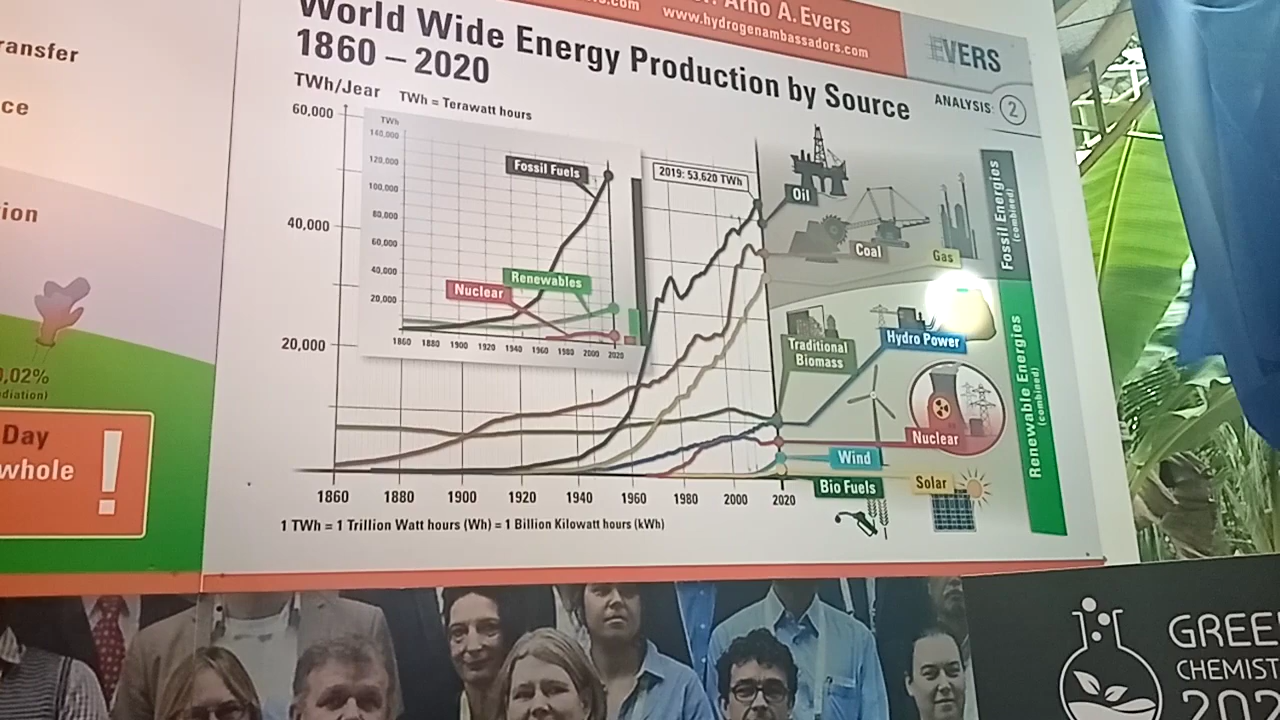 ransfer
ce
ion
0,02%
diation)
Day
whole
!
Arno A. Evers
www.hydrogenambassadors.com
EVERS
World Wide Energy Production by Source
1860 – 2020
ANALYSIS: 2
TWh/Jear TWh = Terawatt hours
60,000
40,000
20,000
TWh
140,000
120,000
100,000
80,000
60,000
40,000
20,000
Fossil Fuels
Renewables
Nuclear
1860 1880 1900 1920 1940 1960 1980 2000 2020
2019: 53,620 TWh
Oil
Coal
Gas
Fossil Energies
(combined)
Traditional
Biomass
Hydro Power
Nuclear
Wind
Bio Fuels
Solar
Renewable Energies
(combined)
1860 1880 1900 1920 1940 1960 1980 2000 2020
1 TWh = 1 Trillion Watt hours (Wh) = 1 Billion Kilowatt hours (kWh)
GREE
CHEMIST
202